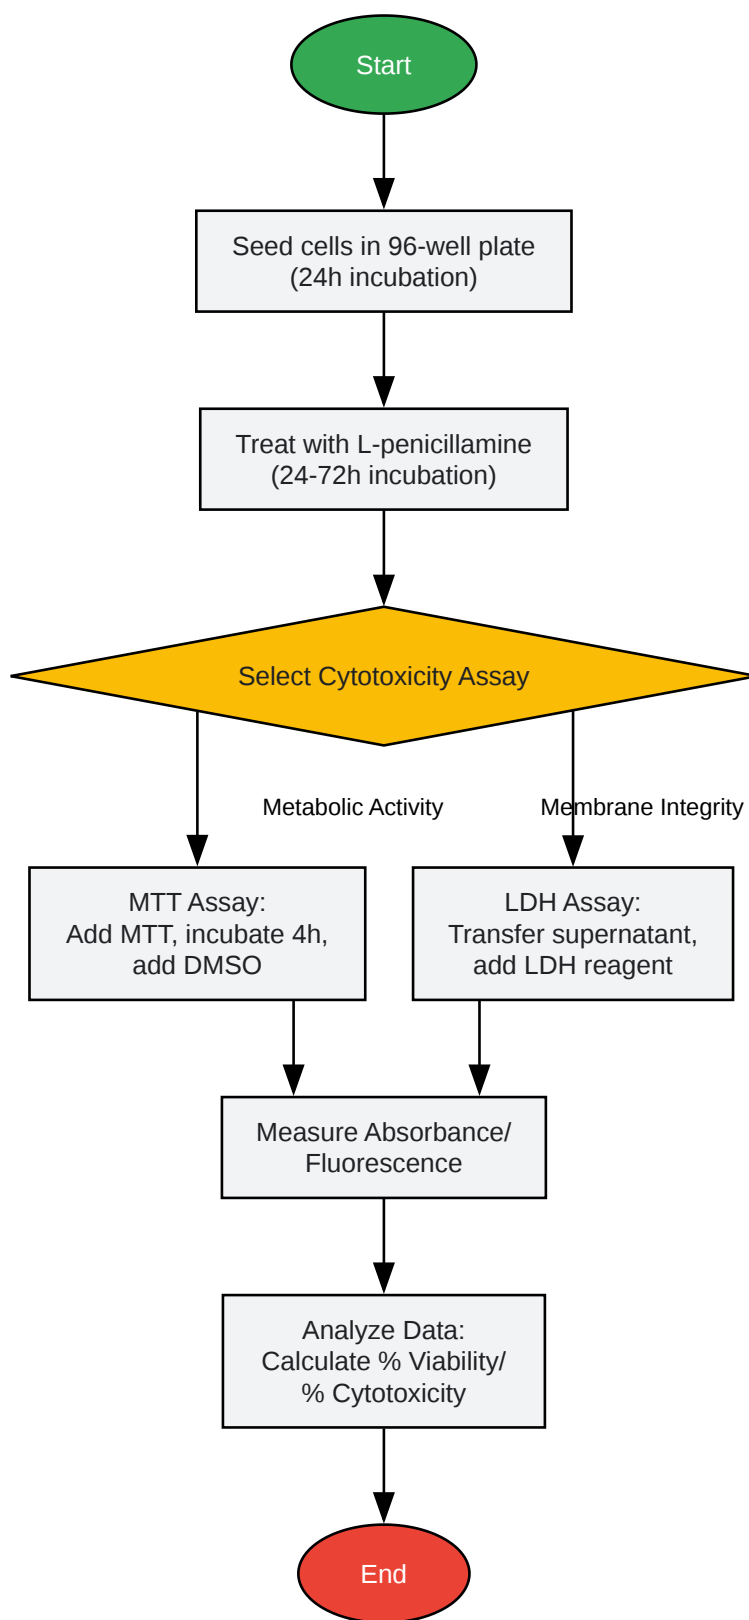 Start
Seed cells in 96-well plate
(24h incubation)
Treat with L-penicillamine
(24-72h incubation)
Select Cytotoxicity Assay
Metabolic Activity
Membrane Integrity
MTT Assay:
Add MTT, incubate 4h,
add DMSO
LDH Assay:
Transfer supernatant,
add LDH reagent
Measure Absorbance/
Fluorescence
Analyze Data:
Calculate % Viability/
% Cytotoxicity
End